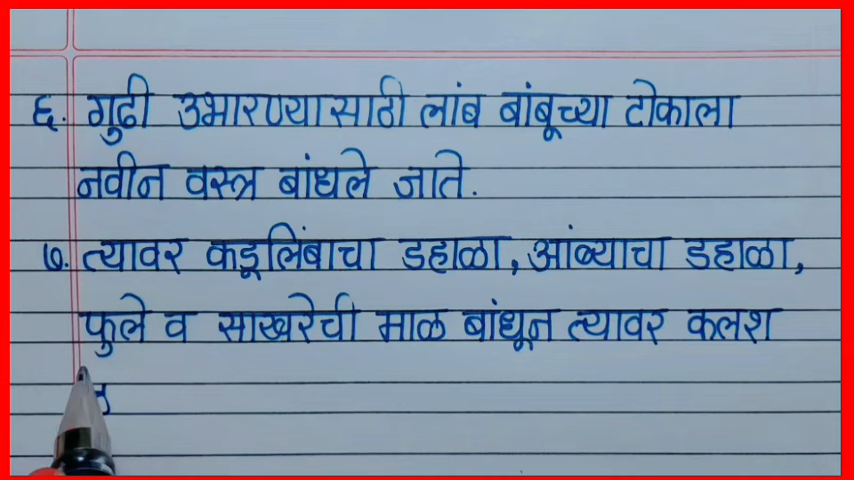 ६. गुढी उभारण्यासाठी लांब बांबूच्या टोकाला
नवीन वस्त्र बांधले जाते.
७. त्यावर कडूलिंबाचा डहाळा, आंब्याचा डहाळा,
फुले व साखरेची माळ बांधून त्यावर कलश